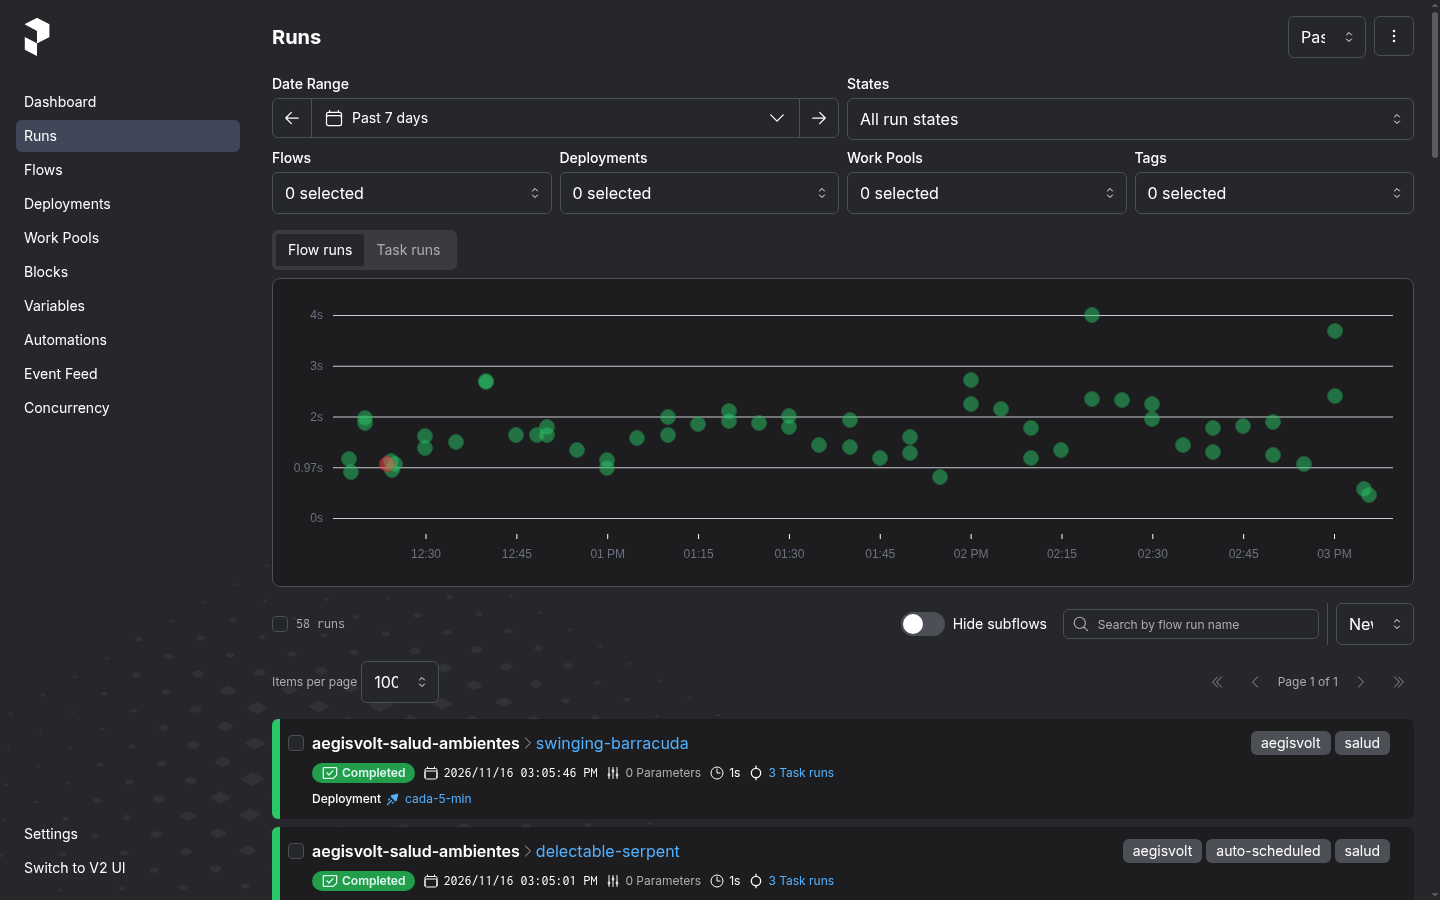 Runs
Pas
Dashboard
Runs
Flows
Deployments
Work Pools
Blocks
Variables
Automations
Event Feed
Concurrency
Settings
Switch to V2 UI
Date Range
States
Past 7 days
All run states
Flows
Deployments
Work Pools
Tags
0 selected
0 selected
0 selected
0 selected
Flow runs
Task runs
4s
3s
2s
0.97s
0s
12:30
12:45
01 PM
01:15
01:30
01:45
02 PM
02:15
02:30
02:45
03 PM
58 runs
Hide subflows
Search by flow run name
Nev
Items per page
100
Page 1 of 1
aegisvolt-salud-ambientes
swinging-barracuda
aegisvolt
salud
Completed
2026/11/16 03:05:46 PM
0 Parameters
1s
3 Task runs
Deployment
cada-5-min
aegisvolt-salud-ambientes
delectable-serpent
aegisvolt
auto-scheduled
salud
Completed
2026/11/16 03:05:01 PM
0 Parameters
1s
3 Task runs